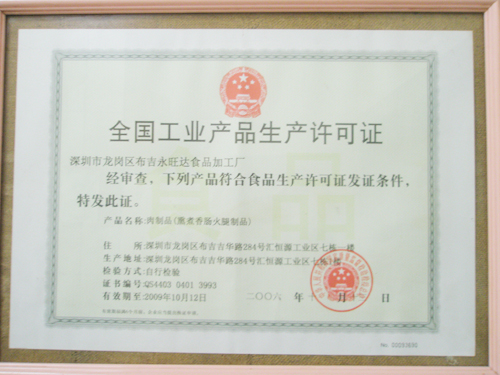 全国工业产品生产许可证
深圳市龙岗区布吉永旺达食品加工厂
经审查，下列产品符合食品生产许可证发证条件，
特发此证。
产品名称:肉制品(熏煮香肠火腿制品)
住 所:深圳市龙岗区布吉吉华路284号汇恒源工业区七栋一楼
生产地址:深圳市龙岗区布吉吉华路284号汇恒源工业区七栋1楼
检验方式:自行检验
证书编号:QS4403 0401 3993
有效期至:2009年10月12日
二〇〇六 年 月 日